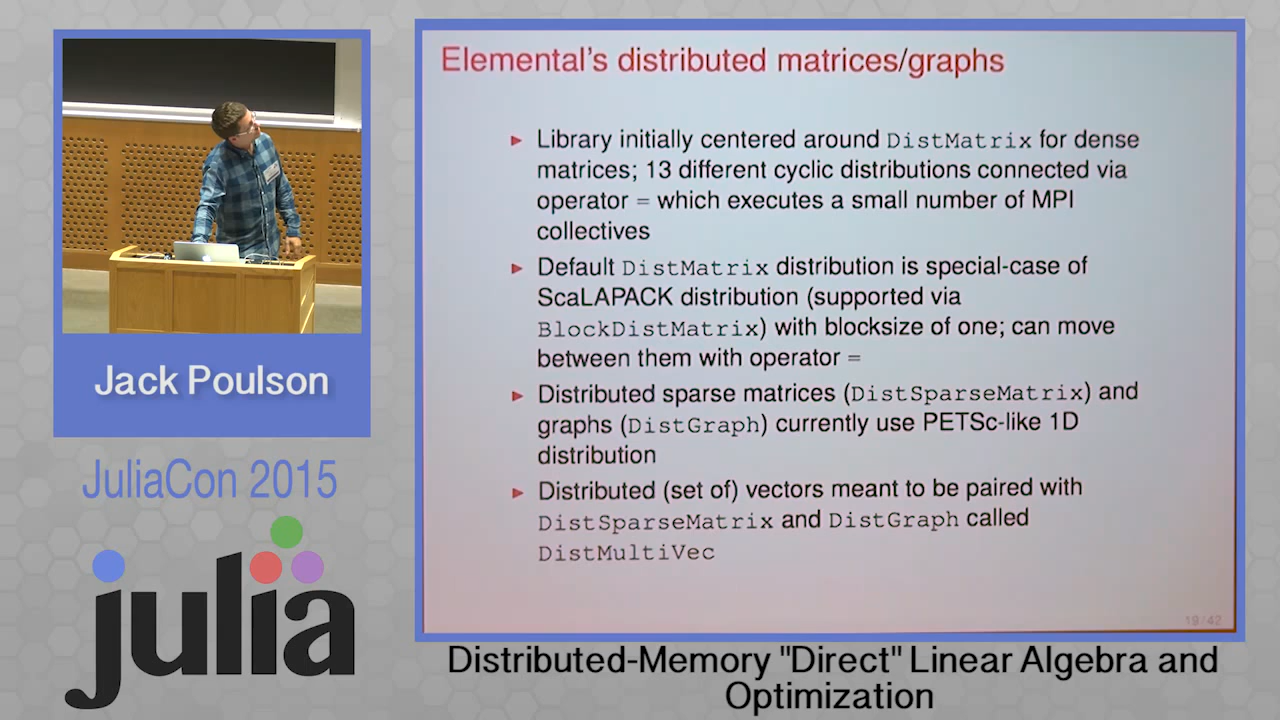 Elemental's distributed matrices/graphs
► Library initially centered around DistMatrix for dense
matrices; 13 different cyclic distributions connected via
operator = which executes a small number of MPI
collectives
► Default DistMatrix distribution is special-case of
ScaLAPACK distribution (supported via
BlockDistMatrix) with blocksize of one; can move
between them with operator =
► Distributed sparse matrices (DistSparseMatrix) and
graphs (DistGraph) currently use PETSc-like 1D
distribution
► Distributed (set of) vectors meant to be paired with
DistSparseMatrix and DistGraph called
DistMultiVec
19/42
Jack Poulson
JuliaCon 2015
julia
Distributed-Memory "Direct" Linear Algebra and
Optimization